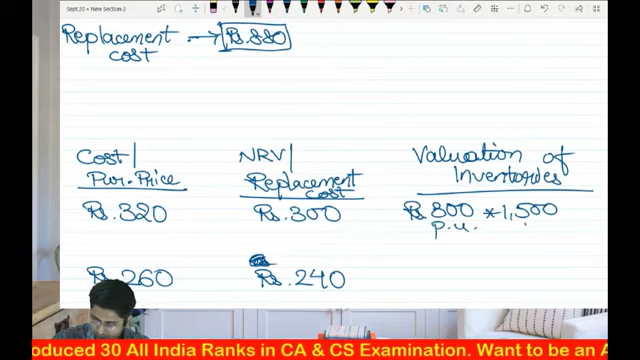 Sept 20 + New Section 2
Replacement → Rs.880
cost
Cost/ NRV/ Valuation of
Pur. Price Replacement Inventories
cost
Rs.320 Rs.300 Rs.300 *1,500
p.u.
Rs.260 Rs.240
oduced 30 All India Ranks in CA & CS Examination. Want to be an A